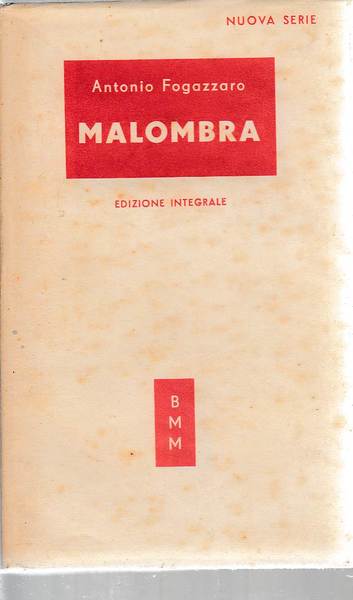 NUOVA SERIE
Antonio Fogazzaro
MALOMBRA
EDIZIONE INTEGRALE
B
M
M